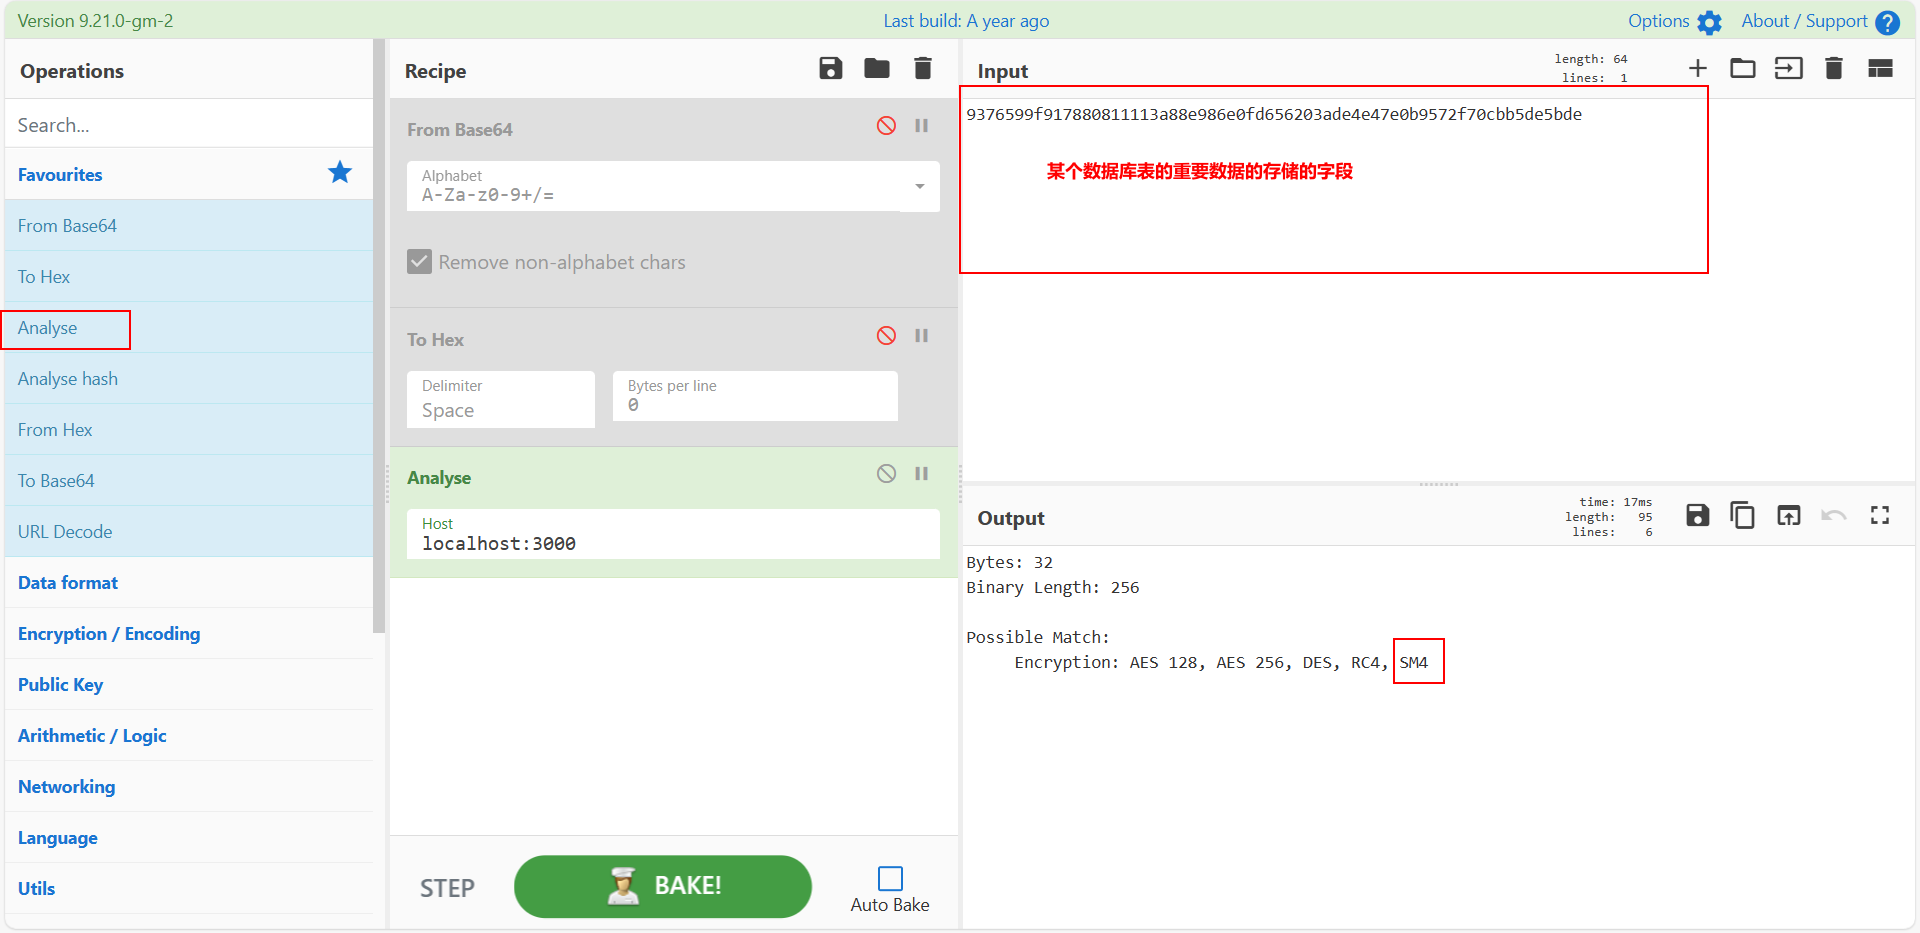 Version 9.21.0-gm-2
Last build: A year ago
Options
About / Support
Operations
Search...
Favourites
From Base64
To Hex
Analyse
Analyse hash
From Hex
To Base64
URL Decode
Data format
Encryption / Encoding
Public Key
Arithmetic / Logic
Networking
Language
Utils
Recipe
From Base64
Alphabet
A-Za-z0-9+/=
Remove non-alphabet chars
To Hex
Delimiter
Space
Bytes per line
0
Analyse
Host
localhost:3000
STEP
BAKE!
Auto Bake
Input
length: 64
lines: 1
9376599f917880811113a88e986e0fd656203ade4e47e0b9572f70cbb5de5bde
某个数据库表的重要数据的存储的字段
Output
time: 17ms
length: 95
lines: 6
Bytes: 32
Binary Length: 256
Possible Match:
Encryption: AES 128, AES 256, DES, RC4, SM4